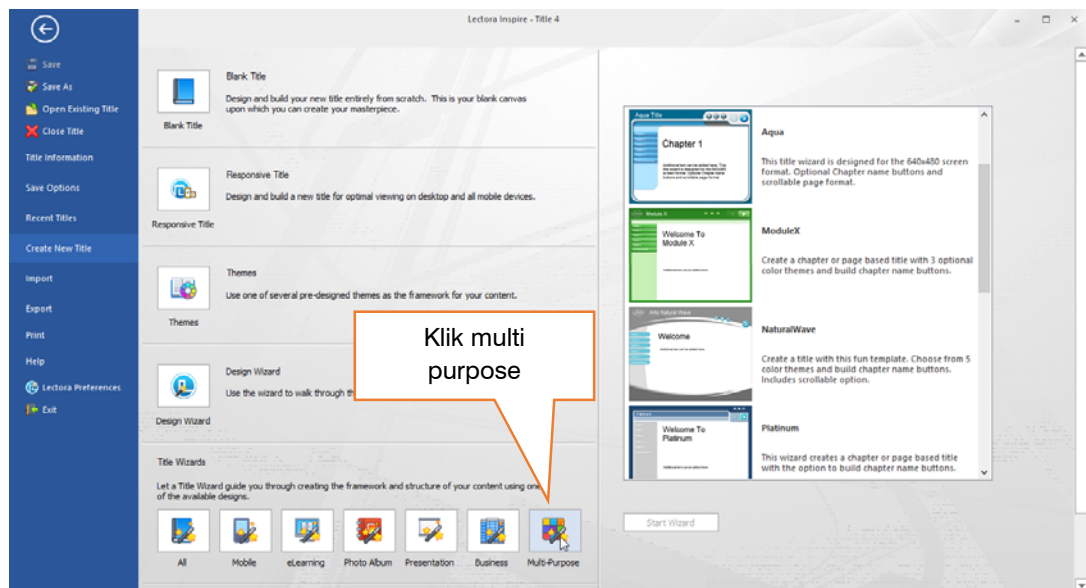 Lectora Inspire - Title 4
Save
Save As
Open Existing Title
Close Title
Title Information
Save Options
Recent Titles
Create New Title
Import
Export
Print
Help
Lectora Preferences
Exit
Blank Title
Design and build your new title entirely from scratch. This is your blank canvas
upon which you can create your masterpiece.
Blank Title
Responsive Title
Design and build a new title for optimal viewing on desktop and all mobile devices.
Responsive Title
Themes
Use one of several pre-designed themes as the framework for your content.
Themes
Design Wizard
Use the wizard to walk through th
Design Wizard
Klik multi
purpose
Title Wizards
Let a Title Wizard guide you through creating the framework and structure of your content using one
of the available designs.
All
Mobile
eLearning
Photo Album
Presentation
Business
Multi-Purpose
Aqua Title
Chapter 1
Aqua
This title wizard is designed for the 640x480 screen
format. Optional Chapter name buttons and
scrollable page format.
Module X
Welcome To
Module X
ModuleX
Create a chapter or page based title with 3 optional
color themes and build chapter name buttons.
Welcome
NaturalWave
Create a title with this fun template. Choose from 5
color themes and build chapter name buttons.
Includes scrollable option.
Welcome To
Platinum
Platinum
This wizard creates a chapter or page based title
with the option to build chapter name buttons.
Start Wizard